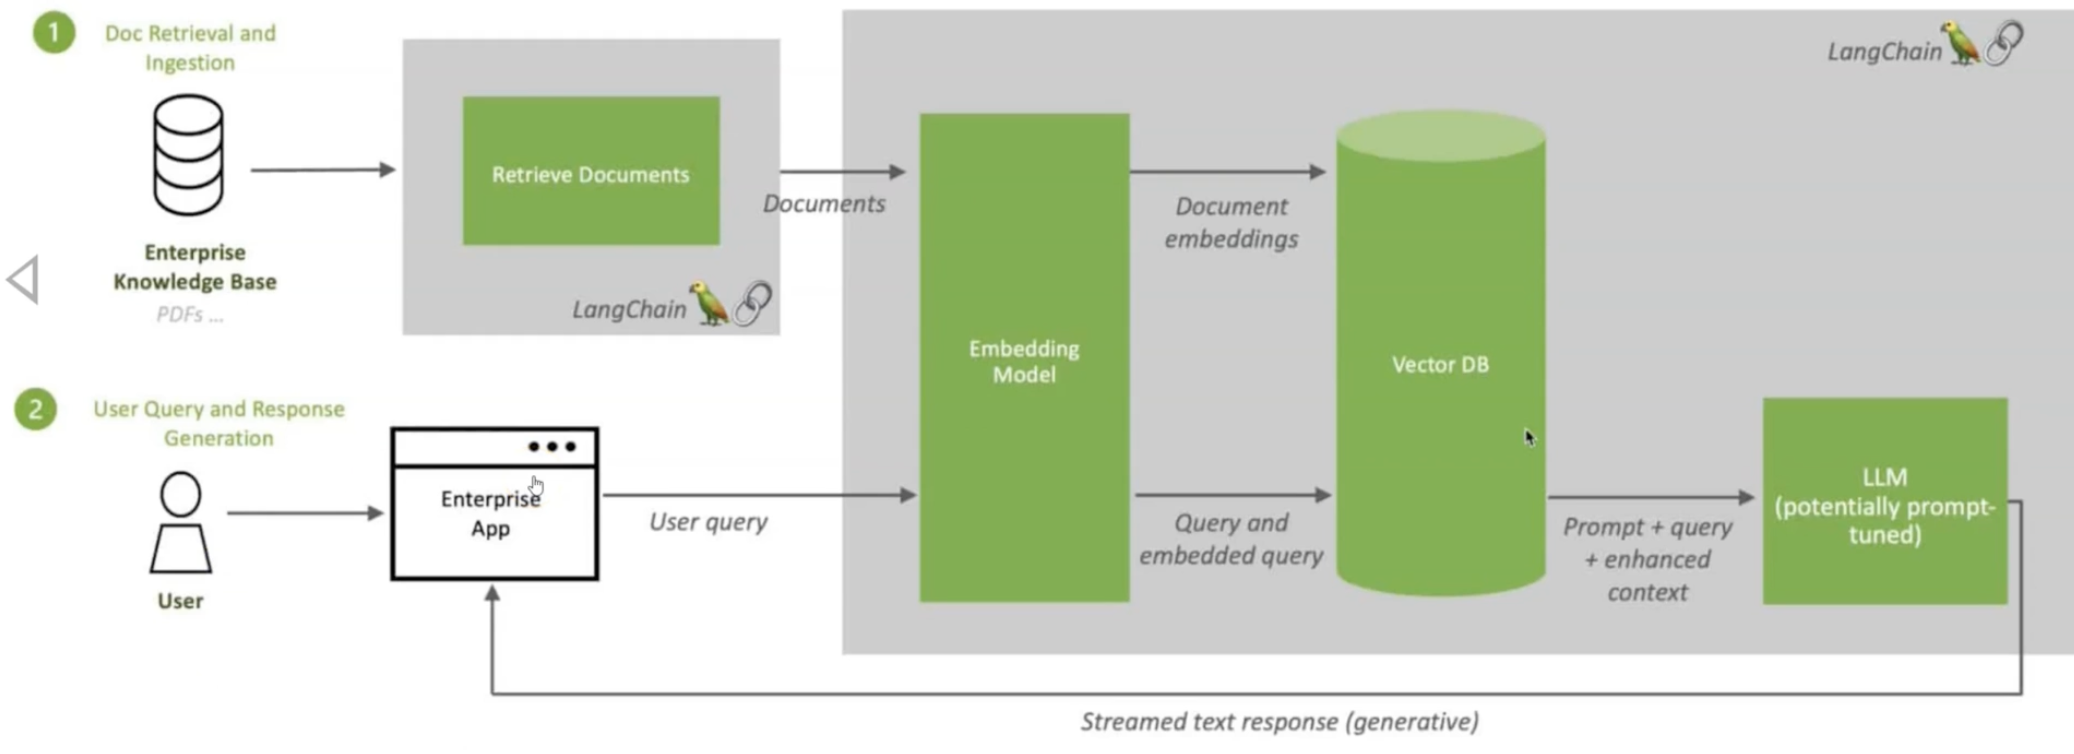 1
Doc Retrieval and
Ingestion
Enterprise
Knowledge Base
PDFs ...
Retrieve Documents
LangChain
Documents
LangChain
Embedding
Model
Document
embeddings
Vector DB
2
User Query and Response
Generation
User
Enterprise
App
User query
Query and
embedded query
Prompt + query
+ enhanced
context
LLM
(potentially prompt-
tuned)
Streamed text response (generative)